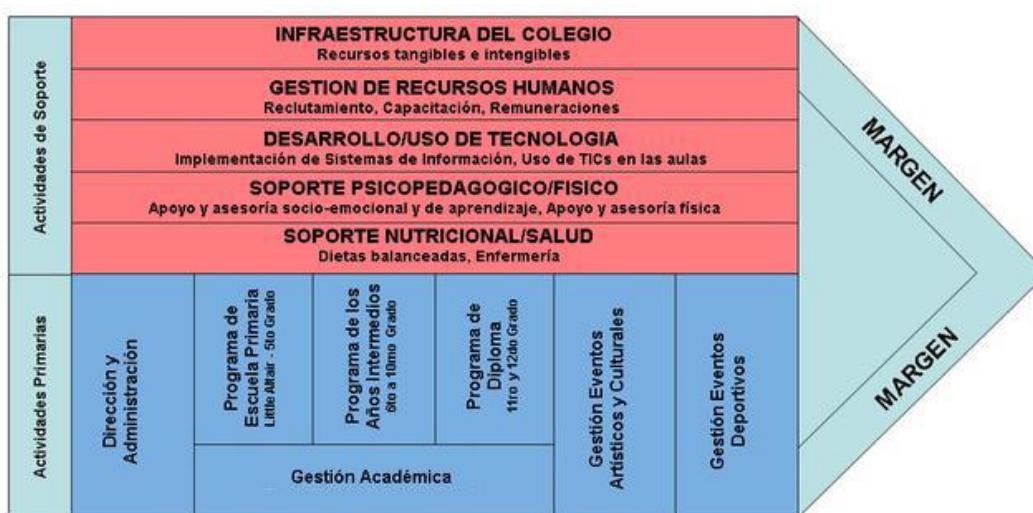 Actividades de Soporte
INFRAESTRUCTURA DEL COLEGIO
Recursos tangibles e intengibles
GESTION DE RECURSOS HUMANOS
Reclutamiento, Capacitación, Remuneraciones
DESARROLLO/USO DE TECNOLOGIA
Implementación de Sistemas de Información, Uso de TICs en las aulas
SOPORTE PSICOPEDAGOGICO/FISICO
Apoyo y asesoría socio-emocional y de aprendizaje, Apoyo y asesoría física
SOPORTE NUTRICIONAL/SALUD
Dietas balanceadas, Enfermería
MARGEN
Actividades Primarias
Dirección y
Administración
Programa de
Escuela Primaria
Little Altair - 5to Grado
Programa de los
Años Intermedios
6to a 10mo Grado
Programa de
Diploma
11ro y 12do Grado
Gestión Académica
Gestión Eventos
Artísticos y Culturales
Gestión Eventos
Deportivos
MARGEN